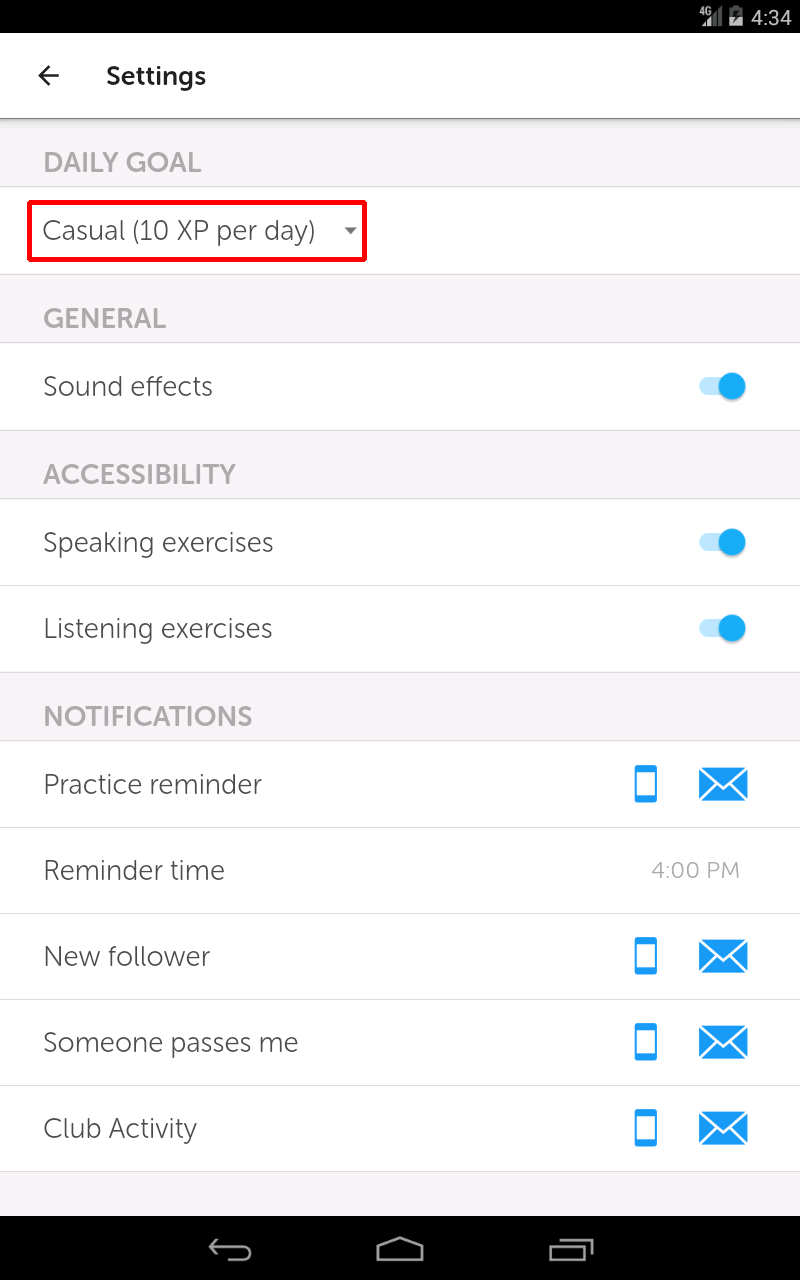 4G 4:34
Settings
DAILY GOAL
Casual (10 XP per day)
GENERAL
Sound effects
ACCESSIBILITY
Speaking exercises
Listening exercises
NOTIFICATIONS
Practice reminder
Reminder time 4:00 PM
New follower
Someone passes me
Club Activity